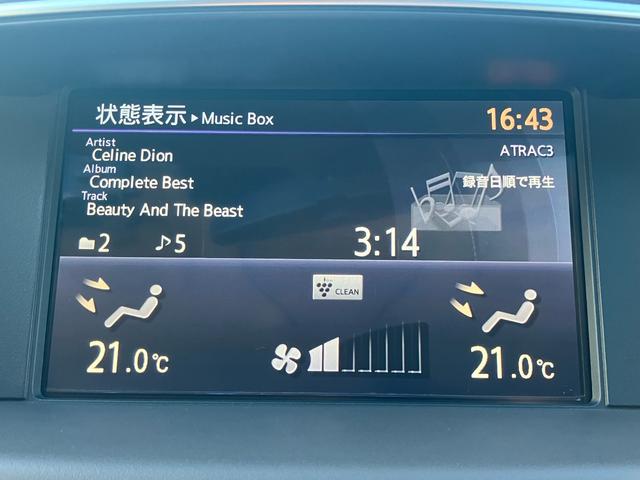 状態表示▸Music Box 16:43
Artist ATRAC3
Celine Dion
Album
Complete Best 録音日順で再生
Track
Beauty And The Beast
2 ♪5 3:14
CLEAN
21.0℃ 21.0℃